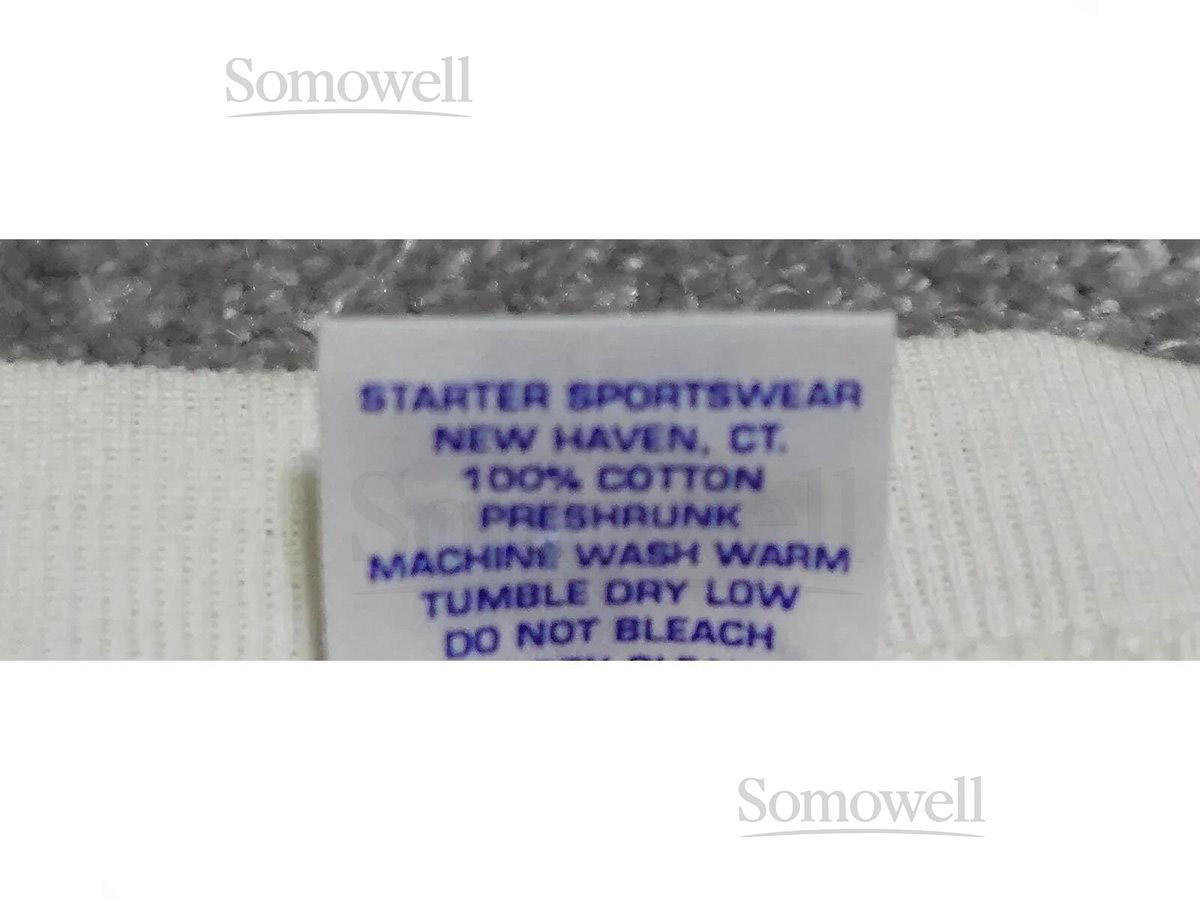 Somowell
STARTER SPORTSWEAR
NEW HAVEN, CT.
100% COTTON
PRESHRUNK
Somowell
MACHINE WASH WARM
TUMBLE DRY LOW
DO NOT BLEACH
Somowell